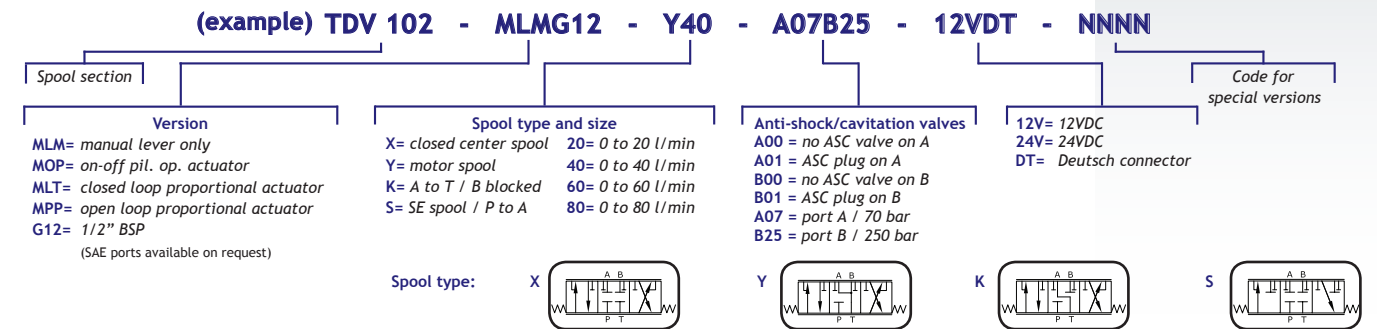 (example) TDV 102 - MLMG12 - Y40 - A07B25 - 12VDT - NNNN
Spool section
Code for
special versions
Version
MLM= manual lever only
MOP= on-off pil. op. actuator
MLT= closed loop proportional actuator
MPP= open loop proportional actuator
G12= 1/2” BSP
(SAE ports available on request)
Spool type and size
X= closed center spool 20= 0 to 20 l/min
Y= motor spool 40= 0 to 40 l/min
K= A to T / B blocked 60= 0 to 60 l/min
S= SE spool / P to A 80= 0 to 80 l/min
Anti-shock/cavitation valves
A00 = no ASC valve on A
A01 = ASC plug on A
B00 = no ASC valve on B
B01 = ASC plug on B
A07 = port A / 70 bar
B25 = port B / 250 bar
12V= 12VDC
24V= 24VDC
DT= Deutsch connector
Spool type: X Y K S
A B A B A B A B
P T P T P T P T